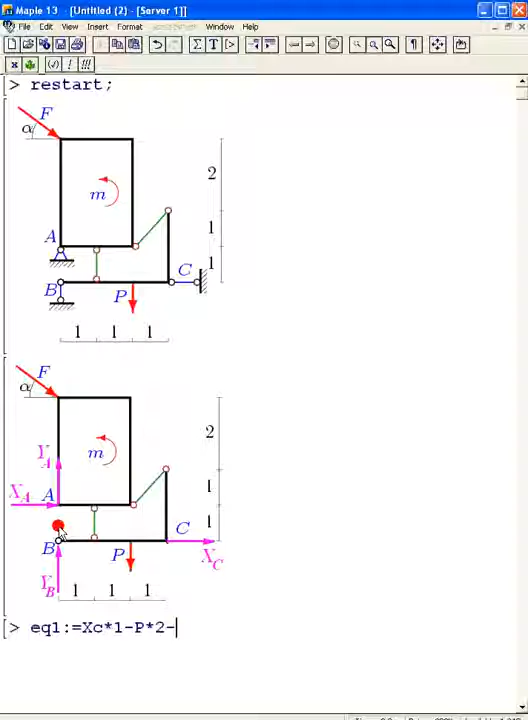 Maple 13 - [Untitled (2) - [Server 1]]
File Edit View Insert Format Table Window Help
> restart;
F
α
2
m
1
A
1
C
B
P
1 1 1
F
α
2
Y_A
m
1
X_A A
1
C
B P X_C
Y_B 1 1 1
> eq1:=Xc*1-P*2-